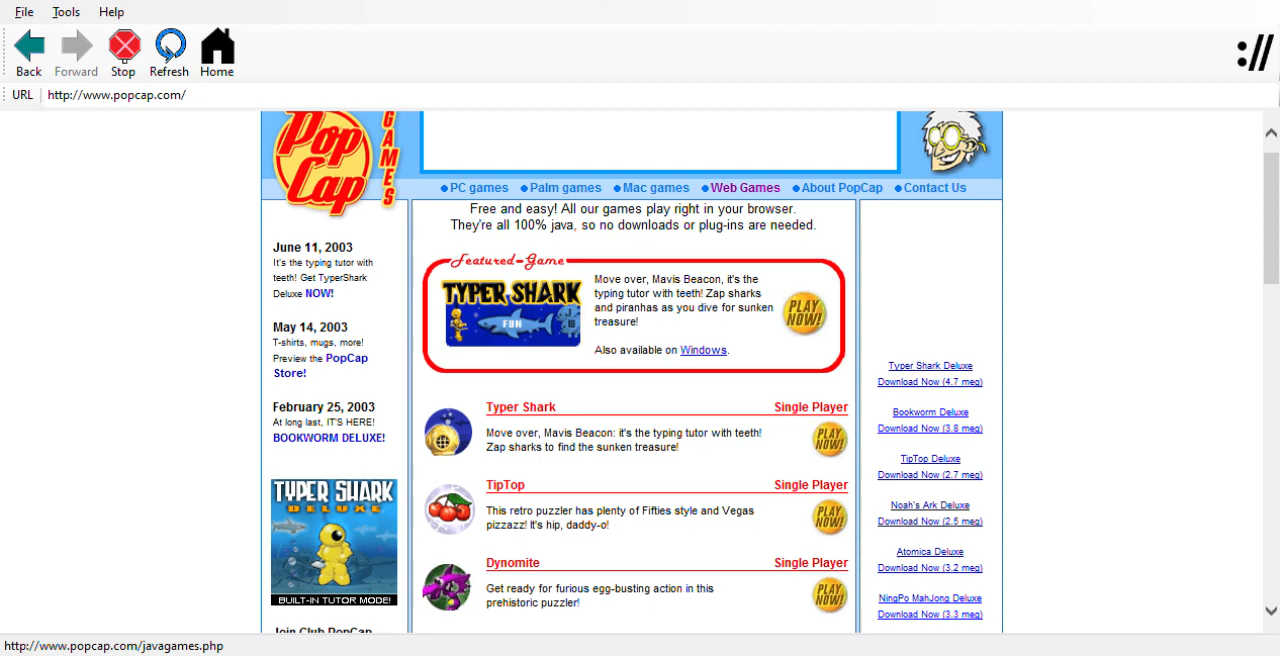 File Tools Help
Back Forward Stop Refresh Home
://
URL http://www.popcap.com/
Pop Cap GAMES
PC games Palm games Mac games Web Games About PopCap Contact Us
Free and easy! All our games play right in your browser.
They're all 100% java, so no downloads or plug-ins are needed.
June 11, 2003
It's the typing tutor with
teeth! Get TyperShark
Deluxe NOW!
May 14, 2003
T-shirts, mugs, more!
Preview the PopCap
Store!
February 25, 2003
At long last, IT'S HERE!
BOOKWORM DELUXE!
TYPER SHARK
DELUXE
BUILT-IN TUTOR MODE!
Join Club PopCap
Featured-Game
TYPER SHARK
FUN
J
W
Move over, Mavis Beacon, it's the
typing tutor with teeth! Zap sharks
and piranhas as you dive for sunken
treasure!
Also available on Windows.
PLAY
NOW!
Typer Shark Single Player
Move over, Mavis Beacon: it's the typing tutor with teeth!
Zap sharks to find the sunken treasure!
PLAY
NOW!
TipTop Single Player
This retro puzzler has plenty of Fifties style and Vegas
pizzazz! It's hip, daddy-o!
PLAY
NOW!
Dynomite Single Player
Get ready for furious egg-busting action in this
prehistoric puzzler!
PLAY
NOW!
Typer Shark Deluxe
Download Now (4.7 meg)
Bookworm Deluxe
Download Now (3.8 meg)
TipTop Deluxe
Download Now (2.7 meg)
Noah's Ark Deluxe
Download Now (2.5 meg)
Atomica Deluxe
Download Now (3.2 meg)
NingPo MahJong Deluxe
Download Now (3.3 meg)
http://www.popcap.com/javagames.php